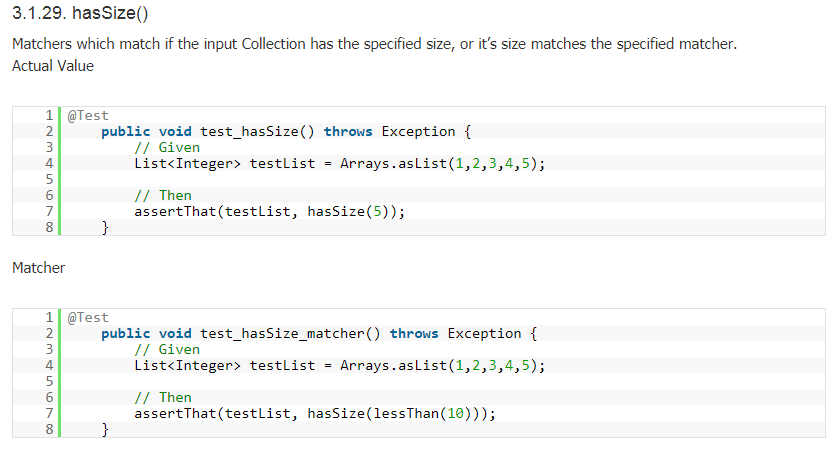 3.1.29. hasSize()
Matchers which match if the input Collection has the specified size, or it’s size matches the specified matcher.
Actual Value
1 @Test
2     public void test_hasSize() throws Exception {
3         // Given
4         List<Integer> testList = Arrays.asList(1,2,3,4,5);
5
6         // Then
7         assertThat(testList, hasSize(5));
8     }
Matcher
1 @Test
2     public void test_hasSize_matcher() throws Exception {
3         // Given
4         List<Integer> testList = Arrays.asList(1,2,3,4,5);
5
6         // Then
7         assertThat(testList, hasSize(lessThan(10)));
8     }